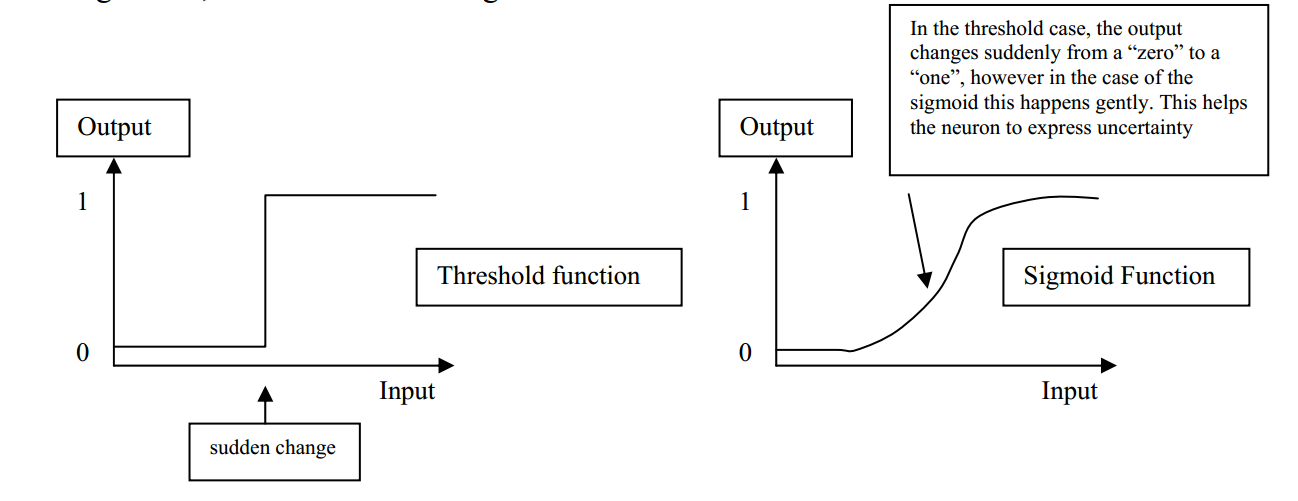 In the threshold case, the output
changes suddenly from a “zero” to a
“one”, however in the case of the
sigmoid this happens gently. This helps
the neuron to express uncertainty
Output
1
0
Threshold function
Input
sudden change
Output
1
0
Sigmoid Function
Input